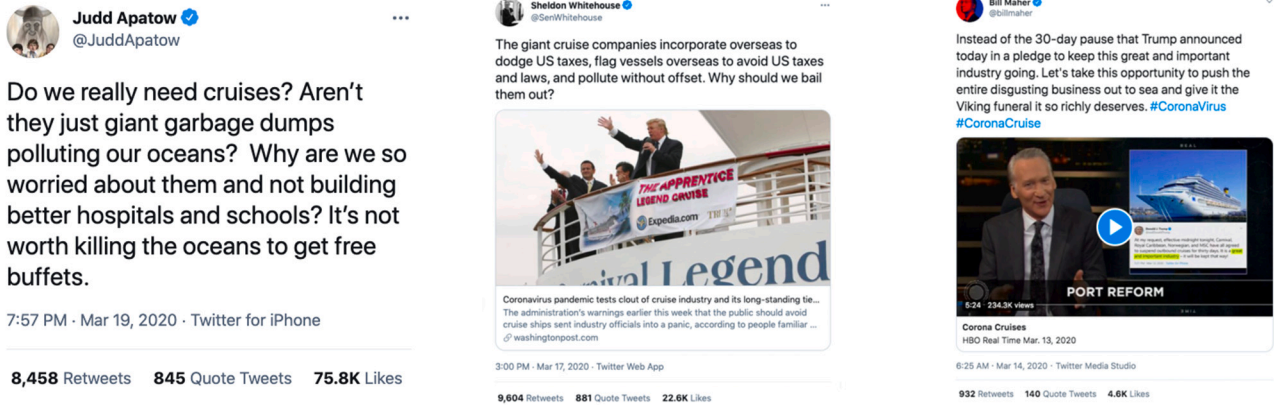 Judd Apatow
@JuddApatow
Do we really need cruises? Aren't
they just giant garbage dumps
polluting our oceans?  Why are we so
worried about them and not building
better hospitals and schools? It's not
worth killing the oceans to get free
buffets.
7:57 PM · Mar 19, 2020 · Twitter for iPhone
8,458 Retweets 845 Quote Tweets 75.8K Likes
Sheldon Whitehouse
@SenWhitehouse
The giant cruise companies incorporate overseas to
dodge US taxes, flag vessels overseas to avoid US taxes
and laws, and pollute without offset. Why should we bail
them out?
THE APPRENTICE
LEGEND CRUISE
Expedia.com
Legend
Coronavirus pandemic tests clout of cruise industry and its long-standing tie...
The administration's warnings earlier this week that the public should avoid
cruise ships sent industry officials into a panic, according to people familiar ...
washingtonpost.com
3:00 PM · Mar 17, 2020 · Twitter Web App
9,604 Retweets 881 Quote Tweets 22.6K Likes
Bill Maher
@billmaher
Instead of the 30-day pause that Trump announced
today in a pledge to keep this great and important
industry going. Let's take this opportunity to push the
entire disgusting business out to sea and give it the
Viking funeral it so richly deserves. #CoronaVirus
#CoronaCruise
REAL
PORT REFORM
5:24 · 234.3K views
Corona Cruises
HBO Real Time Mar. 13, 2020
6:25 AM · Mar 14, 2020 · Twitter Media Studio
932 Retweets 140 Quote Tweets 4.6K Likes